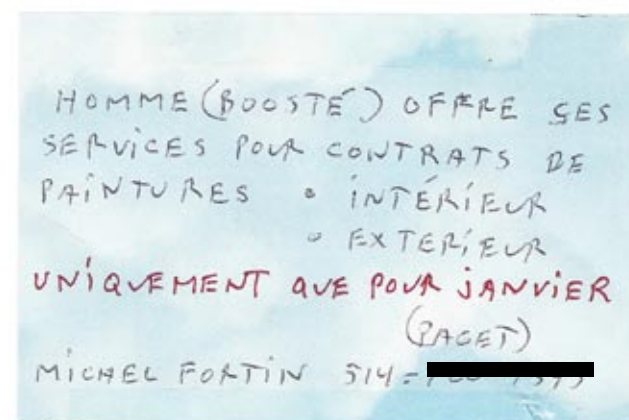 HOMME (BOOSTÉ) OFFRE SES
SERVICES POUR CONTRATS DE
PAINTURES • INTÉRIEUR
• EXTERIEUR
UNIQUEMENT QUE POUR JANVIER
(PAGET)
MICHEL FORTIN 514-